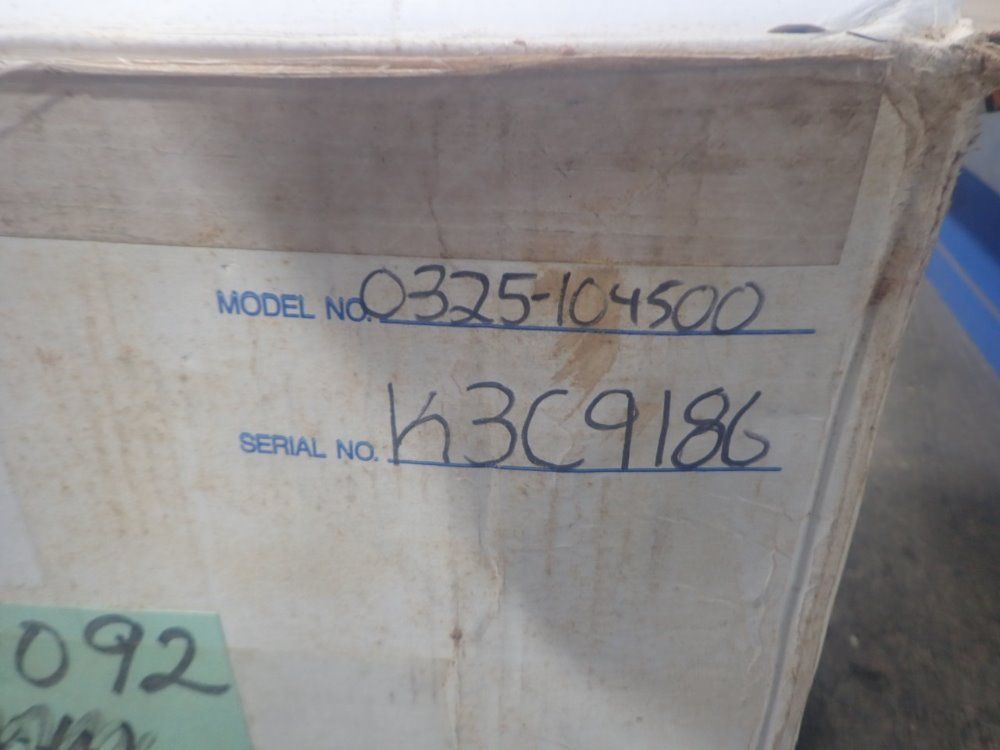 MODEL NO. 0325-104500
SERIAL NO. K3C9186
092